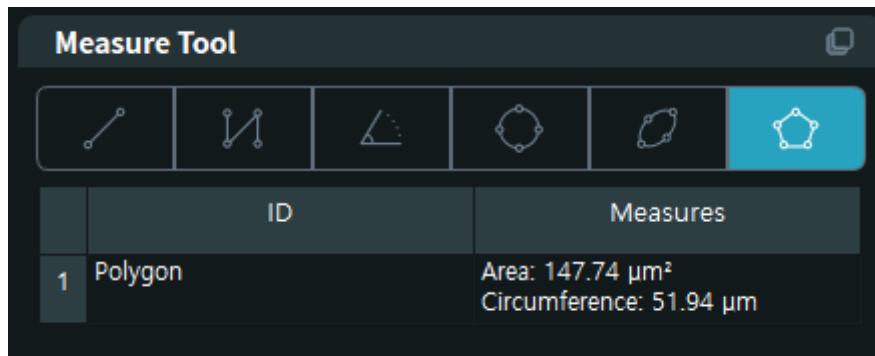 Measure Tool
ID
Measures
1
Polygon
Area: 147.74 µm²
Circumference: 51.94 µm